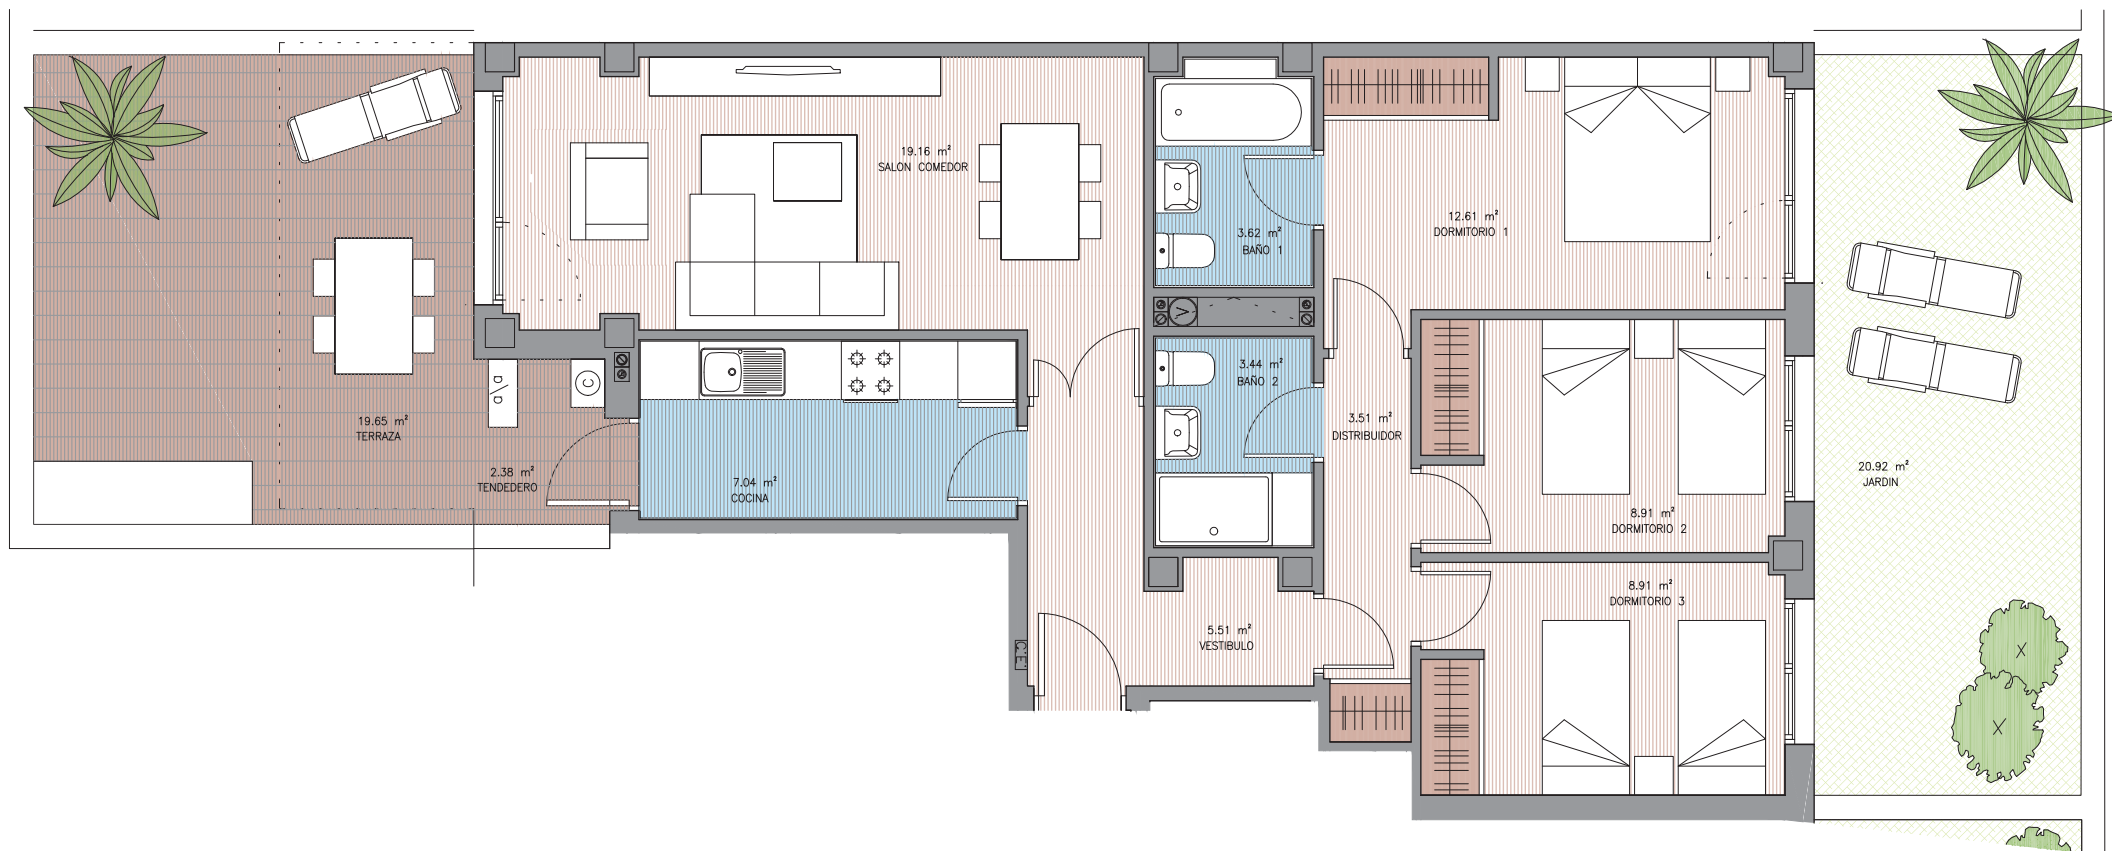 19.16 m²
SALON COMEDOR
12.61 m²
DORMITORIO 1
3.62 m²
BAÑO 1
V
3.44 m²
BAÑO 2
3.51 m²
DISTRIBUIDOR
C
V/D
19.65 m²
TERRAZA
2.38 m²
TENDEDERO
7.04 m²
COCINA
20.92 m²
JARDIN
8.91 m²
DORMITORIO 2
8.91 m²
DORMITORIO 3
5.51 m²
VESTIBULO
C.E.